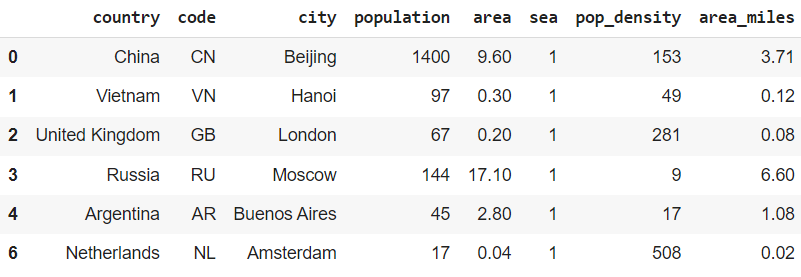 country code city population area sea pop_density area_miles
0 China CN Beijing 1400 9.60 1 153 3.71
1 Vietnam VN Hanoi 97 0.30 1 49 0.12
2 United Kingdom GB London 67 0.20 1 281 0.08
3 Russia RU Moscow 144 17.10 1 9 6.60
4 Argentina AR Buenos Aires 45 2.80 1 17 1.08
6 Netherlands NL Amsterdam 17 0.04 1 508 0.02